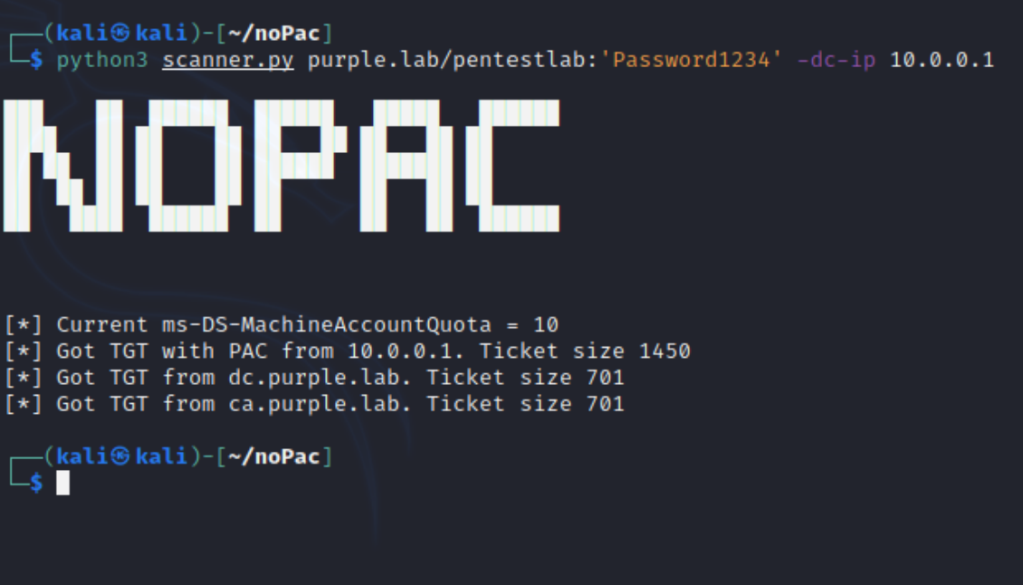 (kali㉿kali)-[~/noPac]
$ python3 scanner.py purple.lab/pentestlab:'Password1234' -dc-ip 10.0.0.1
NOPAC
[*] Current ms-DS-MachineAccountQuota = 10
[*] Got TGT with PAC from 10.0.0.1. Ticket size 1450
[*] Got TGT from dc.purple.lab. Ticket size 701
[*] Got TGT from ca.purple.lab. Ticket size 701
(kali㉿kali)-[~/noPac]
$